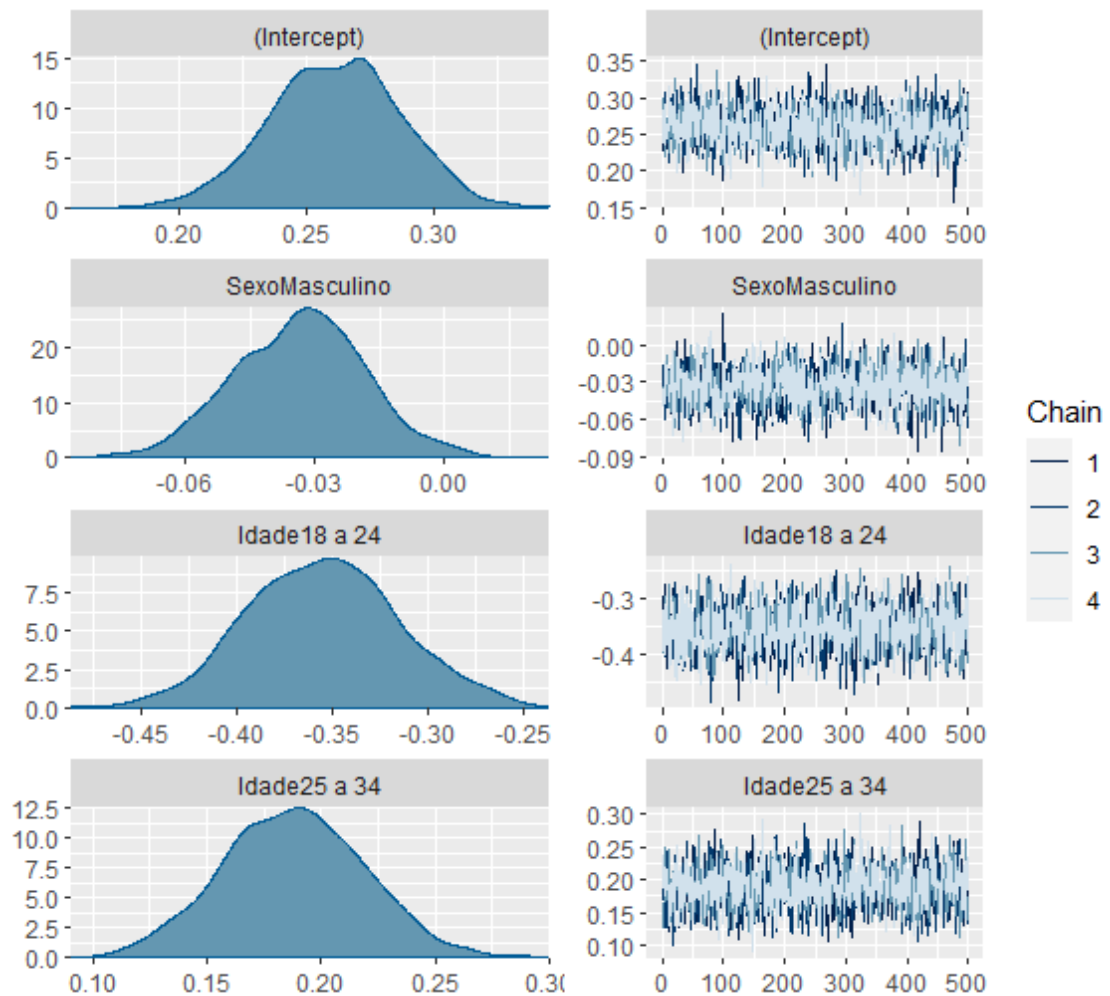 (Intercept)
15
10
5
0
0.20 0.25 0.30
(Intercept)
0.35
0.30
0.25
0.20
0.15
0 100 200 300 400 500
SexoMasculino
20
10
0
-0.06 -0.03 0.00
SexoMasculino
0.00
-0.03
-0.06
-0.09
0 100 200 300 400 500
Idade18 a 24
7.5
5.0
2.5
0.0
-0.45 -0.40 -0.35 -0.30 -0.25
Idade18 a 24
-0.3
-0.4
0 100 200 300 400 500
Idade25 a 34
12.5
10.0
7.5
5.0
2.5
0.0
0.10 0.15 0.20 0.25 0.30
Idade25 a 34
0.30
0.25
0.20
0.15
0.10
0 100 200 300 400 500
Chain
1
2
3
4